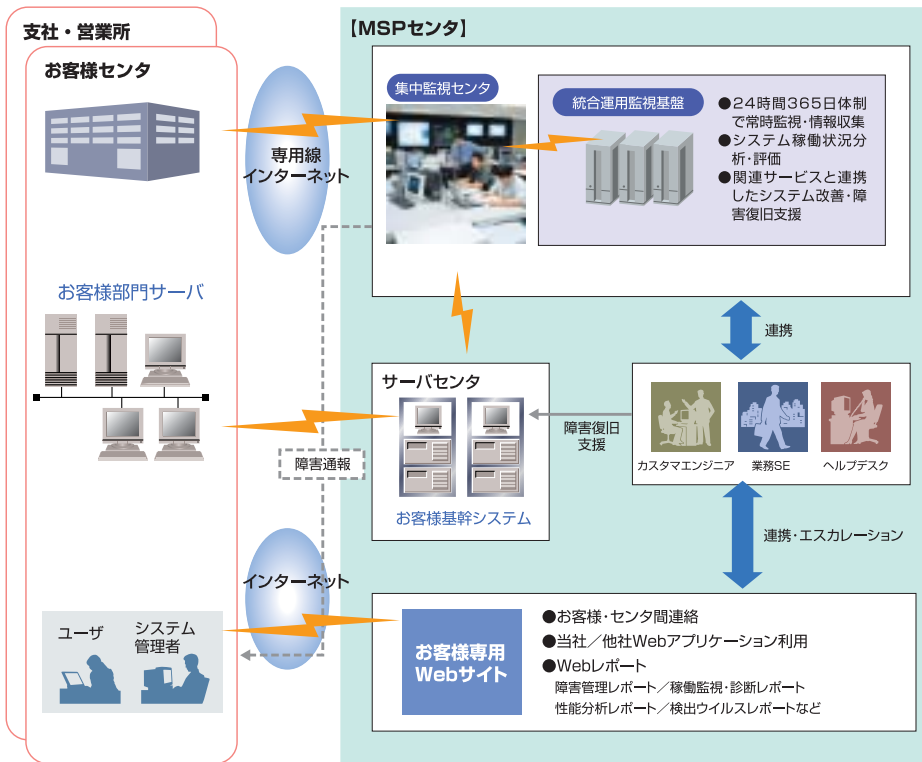 支社・営業所
お客様センタ
お客様部門サーバ
ユーザ
システム
管理者
専用線
インターネット
障害通報
インターネット
【MSPセンタ】
集中監視センタ
統合運用監視基盤
●24時間365日体制
で常時監視・情報収集
●システム稼働状況分
析・評価
●関連サービスと連携
したシステム改善・障
害復旧支援
連携
サーバセンタ
お客様基幹システム
障害復旧
支援
カスタマエンジニア
業務SE
ヘルプデスク
連携・エスカレーション
お客様専用
Webサイト
●お客様・センタ間連絡
●当社／他社Webアプリケーション利用
●Webレポート
障害管理レポート／稼働監視・診断レポート
性能分析レポート／検出ウイルスレポートなど